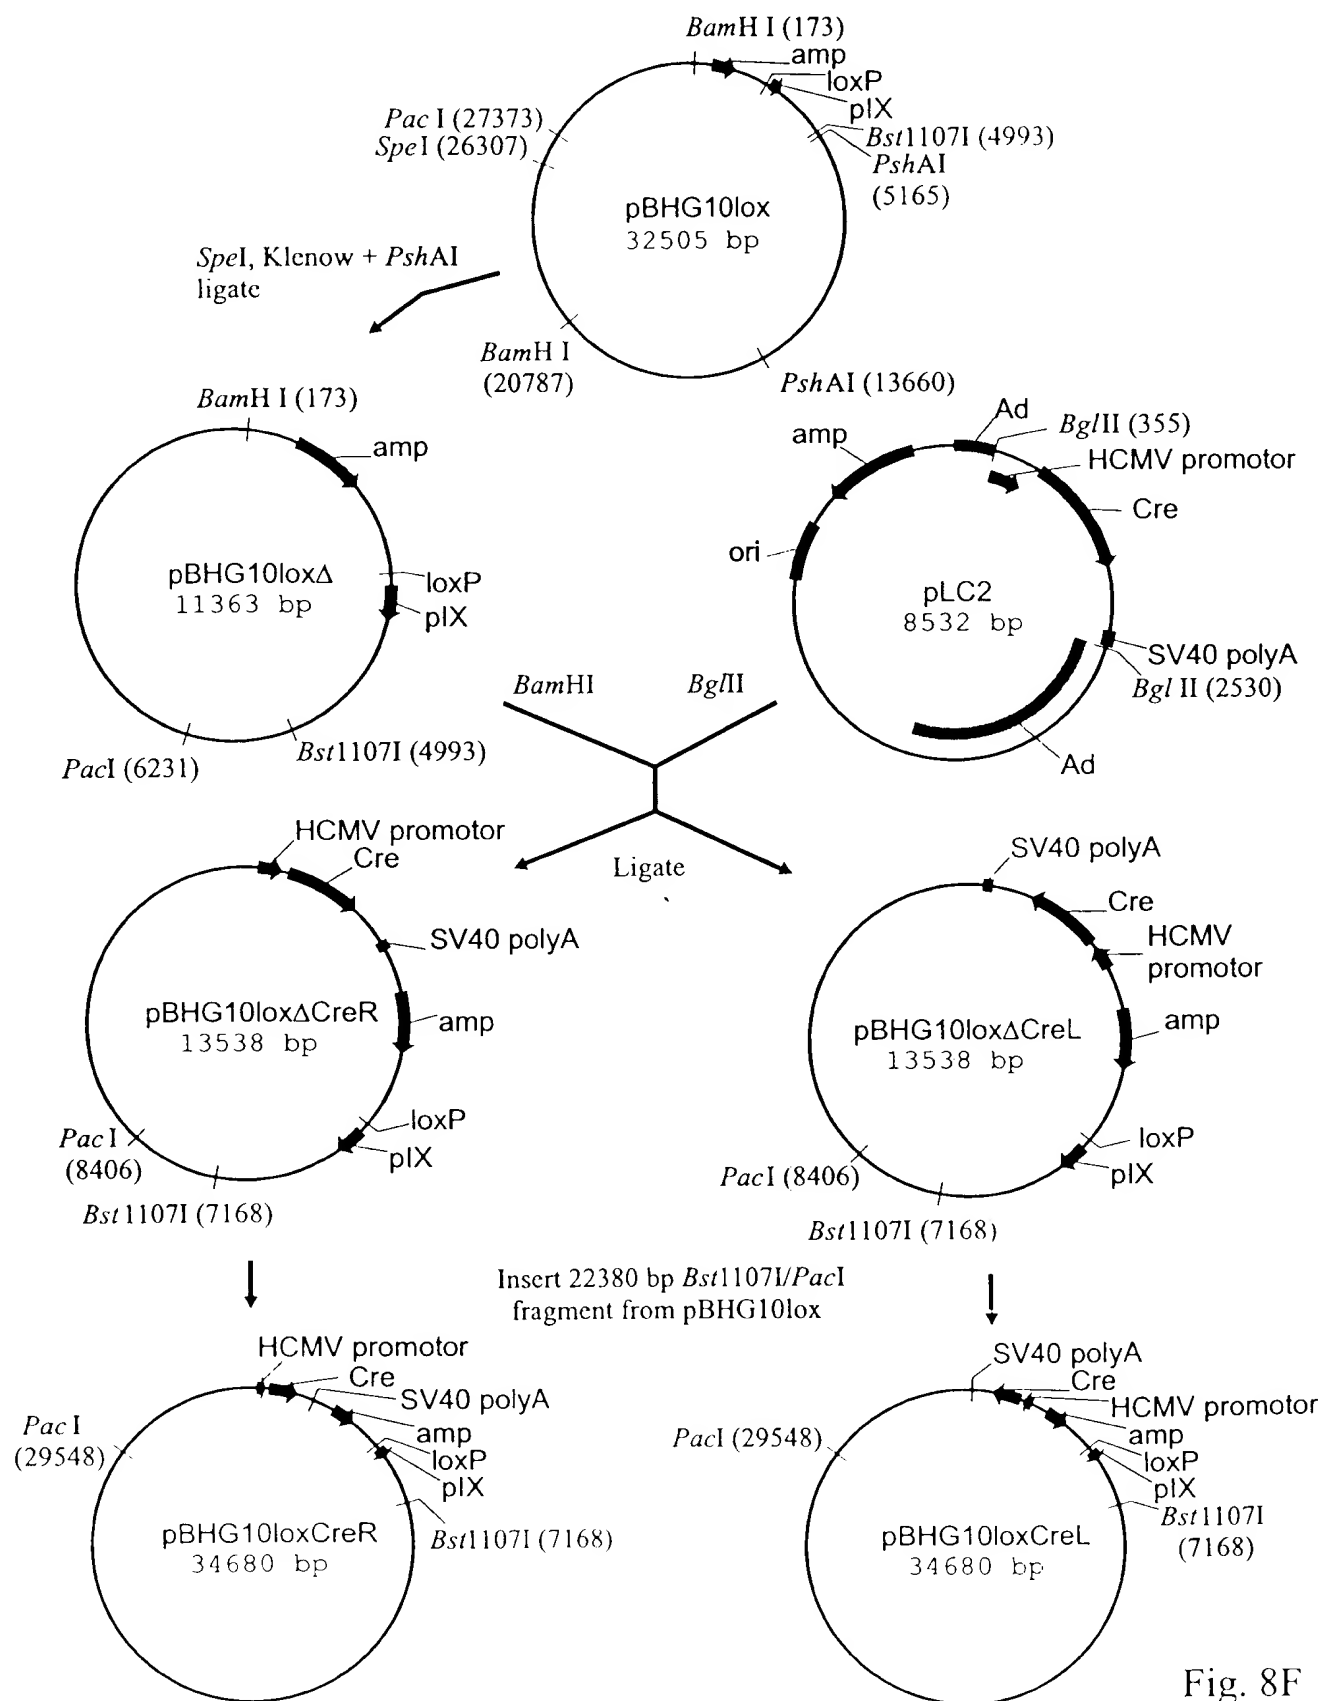 BamH I (173)
amp
loxP
pIX
Pac I (27373)
SpeI (26307)
Bst1107I (4993)
PshAI
(5165)
pBHG10lox
32505 bp
SpeI, Klenow + PshAI
ligate
BamH I
(20787)
PshAI (13660)
BamH I (173)
amp
loxP
pIX
pBHG10loxΔ
11363 bp
PacI (6231)
Bst1107I (4993)
Ad
BglII (355)
amp
HCMV promotor
Cre
ori
pLC2
8532 bp
SV40 polyA
Bgl II (2530)
Ad
BamHI
BglII
Ligate
HCMV promotor
Cre
SV40 polyA
pBHG10loxΔCreR
13538 bp
amp
loxP
pIX
Pac I
(8406)
Bst1107I (7168)
SV40 polyA
Cre
HCMV
promotor
pBHG10loxΔCreL
13538 bp
amp
loxP
pIX
PacI (8406)
Bst1107I (7168)
Insert 22380 bp Bst1107I/PacI
fragment from pBHG10lox
HCMV promotor
Cre
SV40 polyA
amp
loxP
pIX
Pac I
(29548)
Bst1107I (7168)
pBHG10loxCreR
34680 bp
SV40 polyA
Cre
HCMV promotor
amp
loxP
pIX
PacI (29548)
Bst1107I
(7168)
pBHG10loxCreL
34680 bp
Fig. 8F